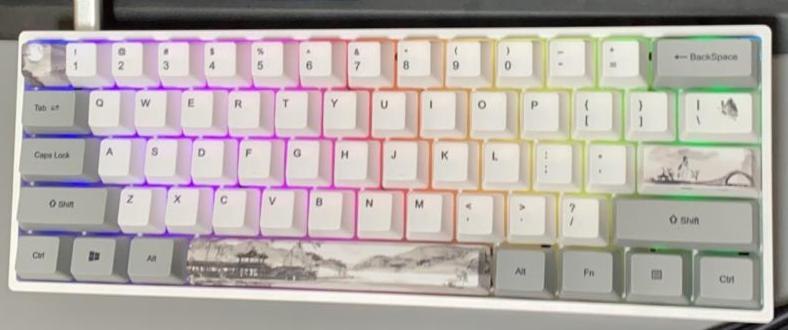 ! @ # $ % ^ & * ( ) _ +
1 2 3 4 5 6 7 8 9 0 - = ← BackSpace
Tab Q W E R T Y U I O P { } |
[ ] \
Caps Lock A S D F G H J K L :
;
⇧ Shift Z X C V B N M < > ? ⇧ Shift
, . /
Ctrl Alt Alt Fn Ctrl